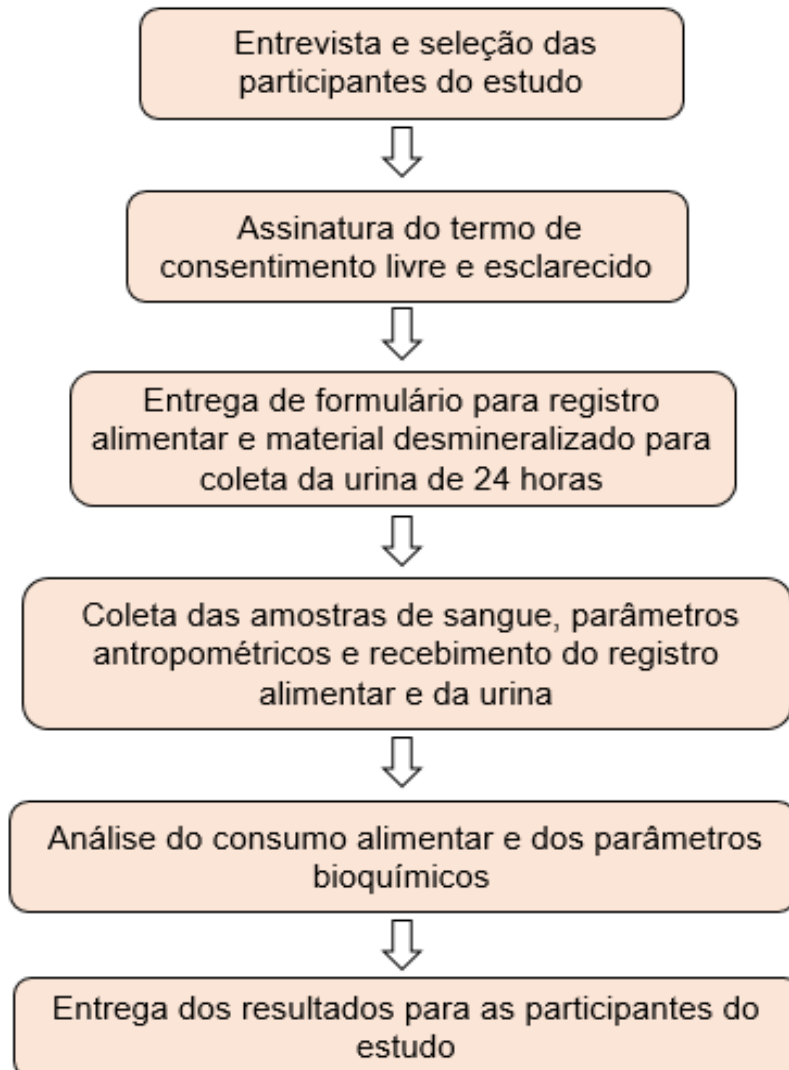 Entrevista e seleção das
participantes do estudo
Assinatura do termo de
consentimento livre e esclarecido
Entrega de formulário para registro
alimentar e material desmineralizado para
coleta da urina de 24 horas
Coleta das amostras de sangue, parâmetros
antropométricos e recebimento do registro
alimentar e da urina
Análise do consumo alimentar e dos parâmetros
bioquímicos
Entrega dos resultados para as participantes do
estudo